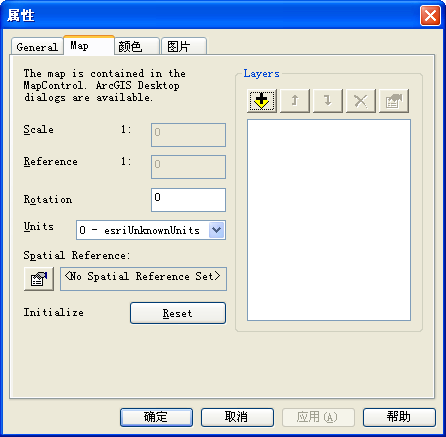 属性
General Map 颜色 图片
The map is contained in the
MapControl. ArcGIS Desktop
dialogs are available.
Layers
Scale 1: 0
Reference 1: 0
Rotation 0
Units 0 - esriUnknownUnits
Spatial Reference:
<No Spatial Reference Set>
Initialize Reset
确定 取消 应用(A) 帮助